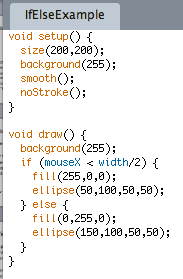 IfElseExample
void setup() {
  size(200,200);
  background(255);
  smooth();
  noStroke();
}

void draw() {
  background(255);
  if (mouseX < width/2) {
    fill(255,0,0);
    ellipse(50,100,50,50);
  } else {
    fill(0,255,0);
    ellipse(150,100,50,50);
  }
}